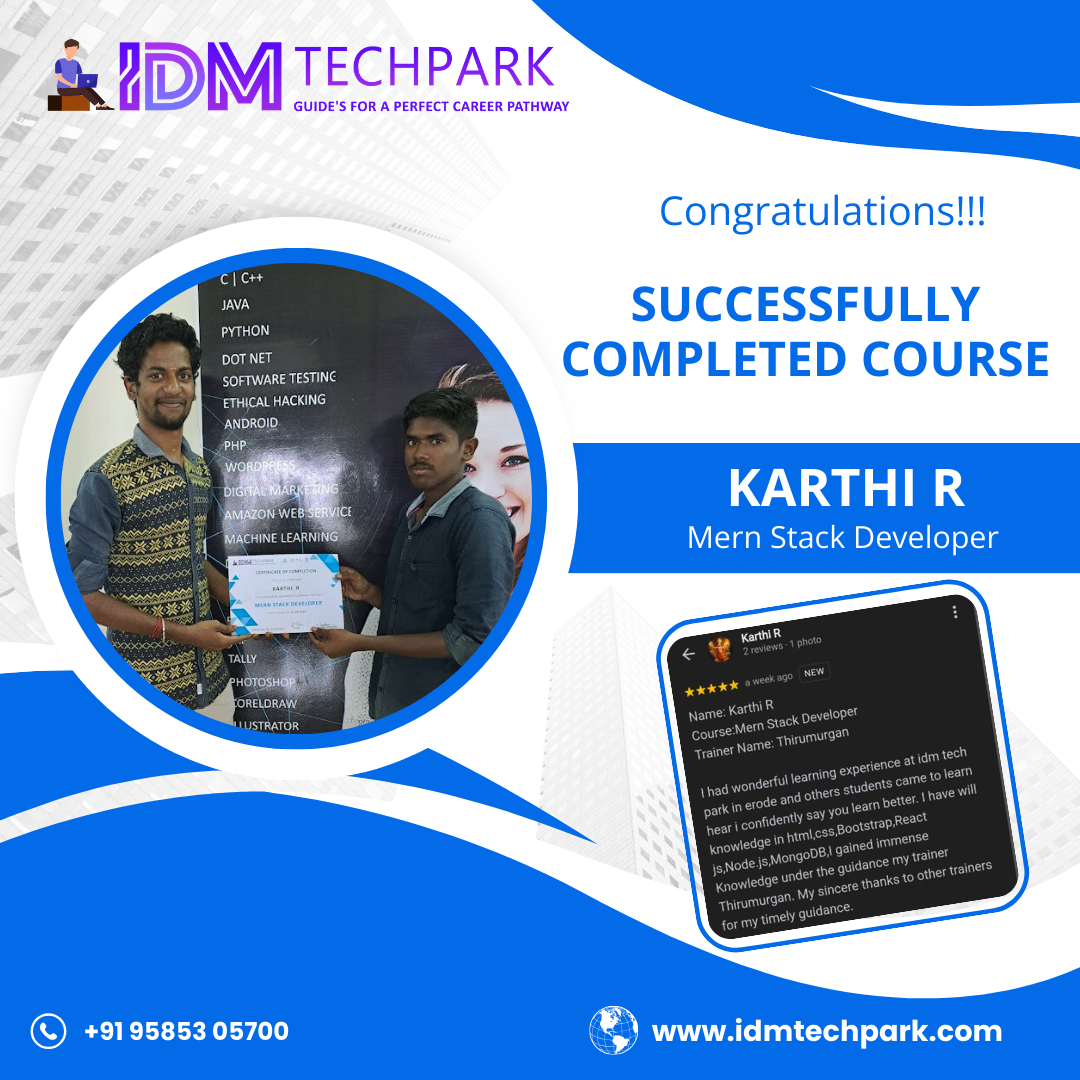 IDM TECHPARK
GUIDE'S FOR A PERFECT CAREER PATHWAY
Congratulations!!!
SUCCESSFULLY
COMPLETED COURSE
KARTHI R
Mern Stack Developer
C | C++
JAVA
PYTHON
DOT NET
SOFTWARE TESTING
ETHICAL HACKING
ANDROID
PHP
WORDPRESS
DIGITAL MARKETING
AMAZON WEB SERVICE
MACHINE LEARNING
IDM TECHPARK
CERTIFICATE OF COMPLETION
KARTHI. R
MERN STACK DEVELOPER
TALLY
PHOTOSHOP
CORELDRAW
ILLUSTRATOR
Karthi R
2 reviews · 1 photo
a week ago NEW
Name: Karthi R
Course:Mern Stack Developer
Trainer Name: Thirumurgan
I had wonderful learning experience at idm tech
park in erode and others students came to learn
hear i confidently say you learn better. I have will
knowledge in html,css,Bootstrap,React
js,Node.js,MongoDB,I gained immense
Knowledge under the guidance my trainer
Thirumurgan. My sincere thanks to other trainers
for my timely guidance.
+91 95853 05700
www.idmtechpark.com